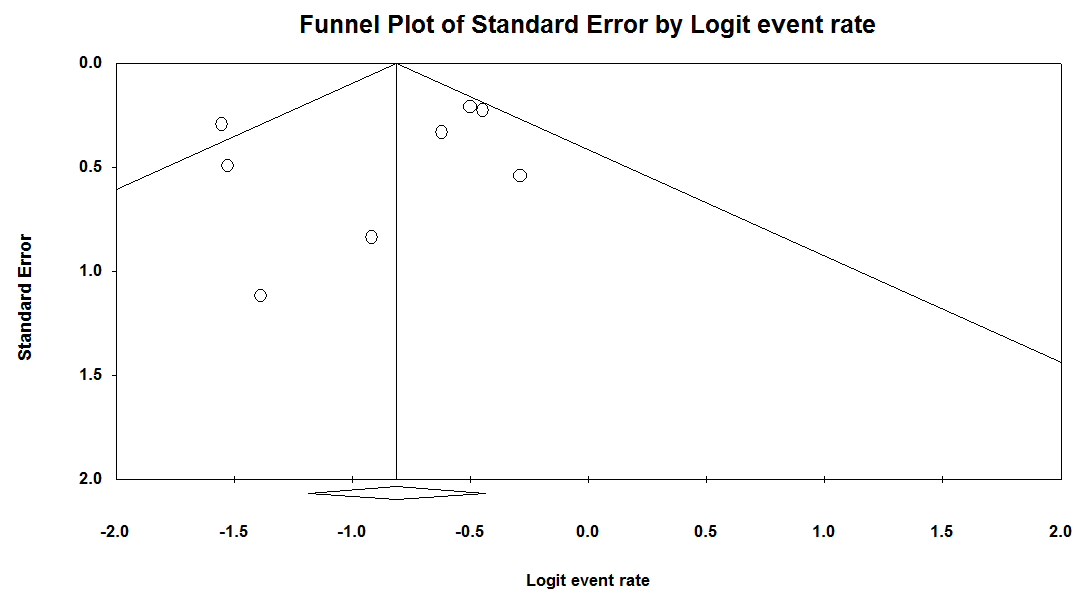 Funnel Plot of Standard Error by Logit event rate
0.0
0.5
1.0
1.5
2.0
Standard Error
-2.0 -1.5 -1.0 -0.5 0.0 0.5 1.0 1.5 2.0
Logit event rate